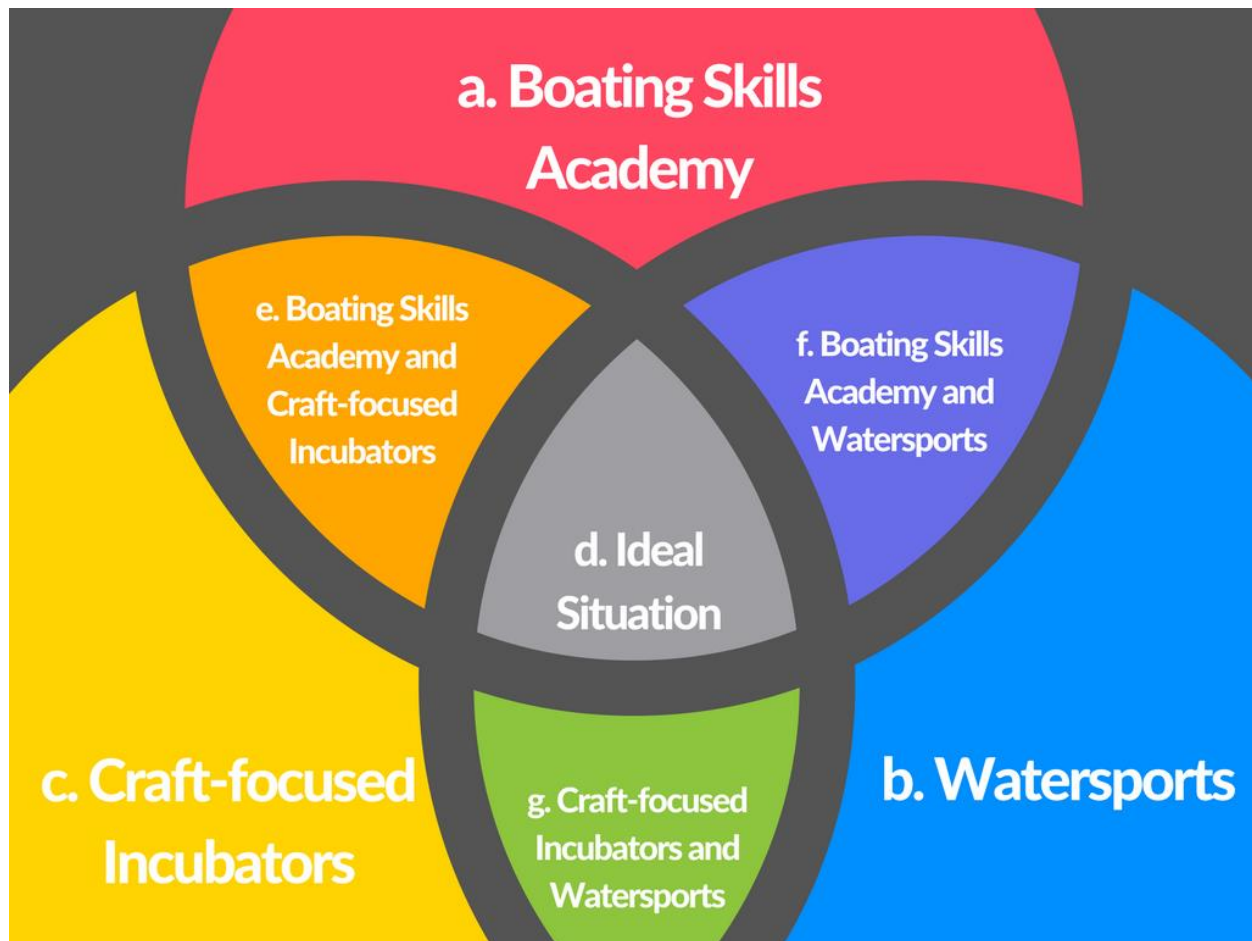 a. Boating Skills
Academy
e. Boating Skills
Academy and
Craft-focused
Incubators
f. Boating Skills
Academy and
Watersports
d. Ideal
Situation
c. Craft-focused
Incubators
g. Craft-focused
Incubators and
Watersports
b. Watersports